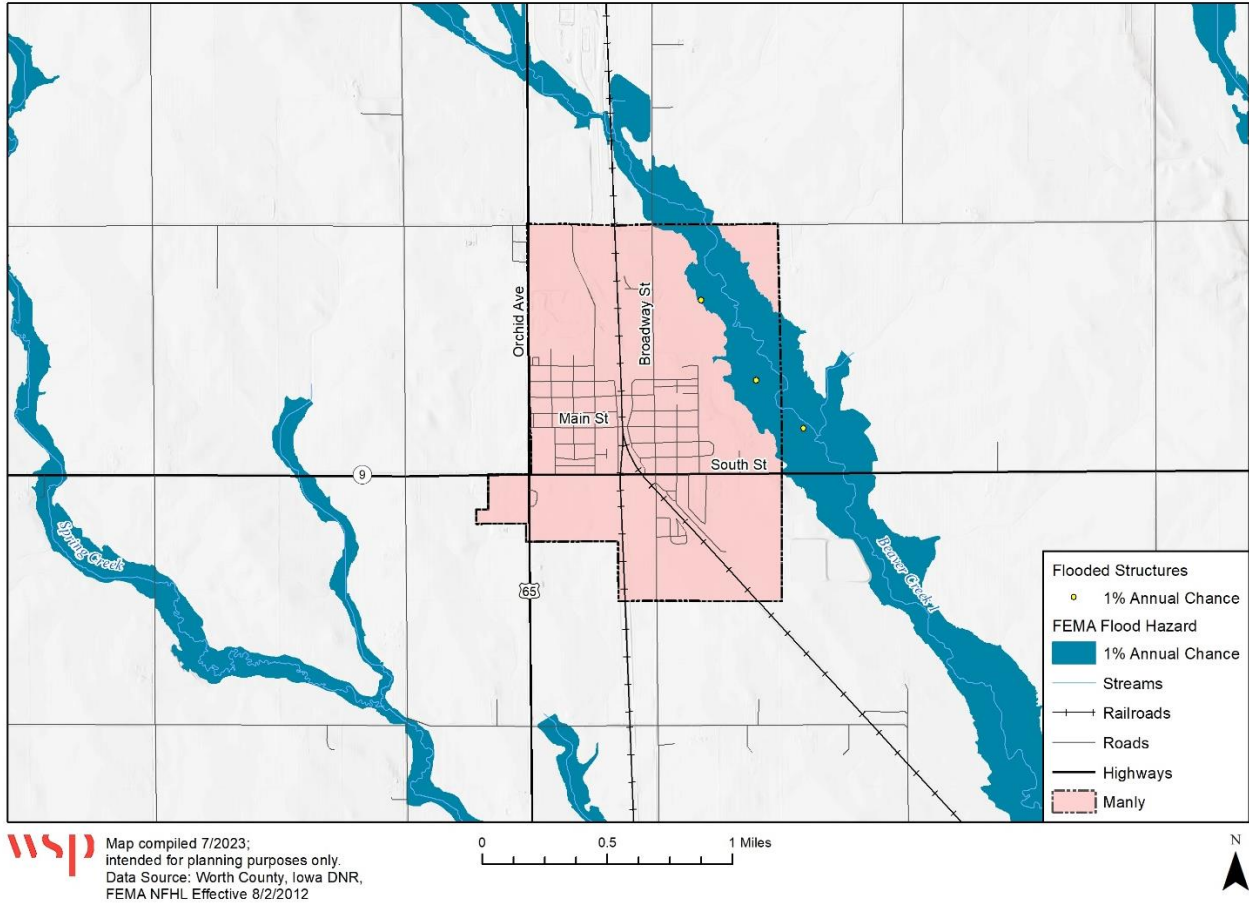 Orchid Ave
Broadway St
Main St
South St
9
65
Spring Creek
Beaver Creek 1
Flooded Structures
1% Annual Chance
FEMA Flood Hazard
1% Annual Chance
Streams
Railroads
Roads
Highways
Manly
wsp
Map compiled 7/2023;
intended for planning purposes only.
Data Source: Worth County, Iowa DNR,
FEMA NFHL Effective 8/2/2012
0 0.5 1 Miles
N